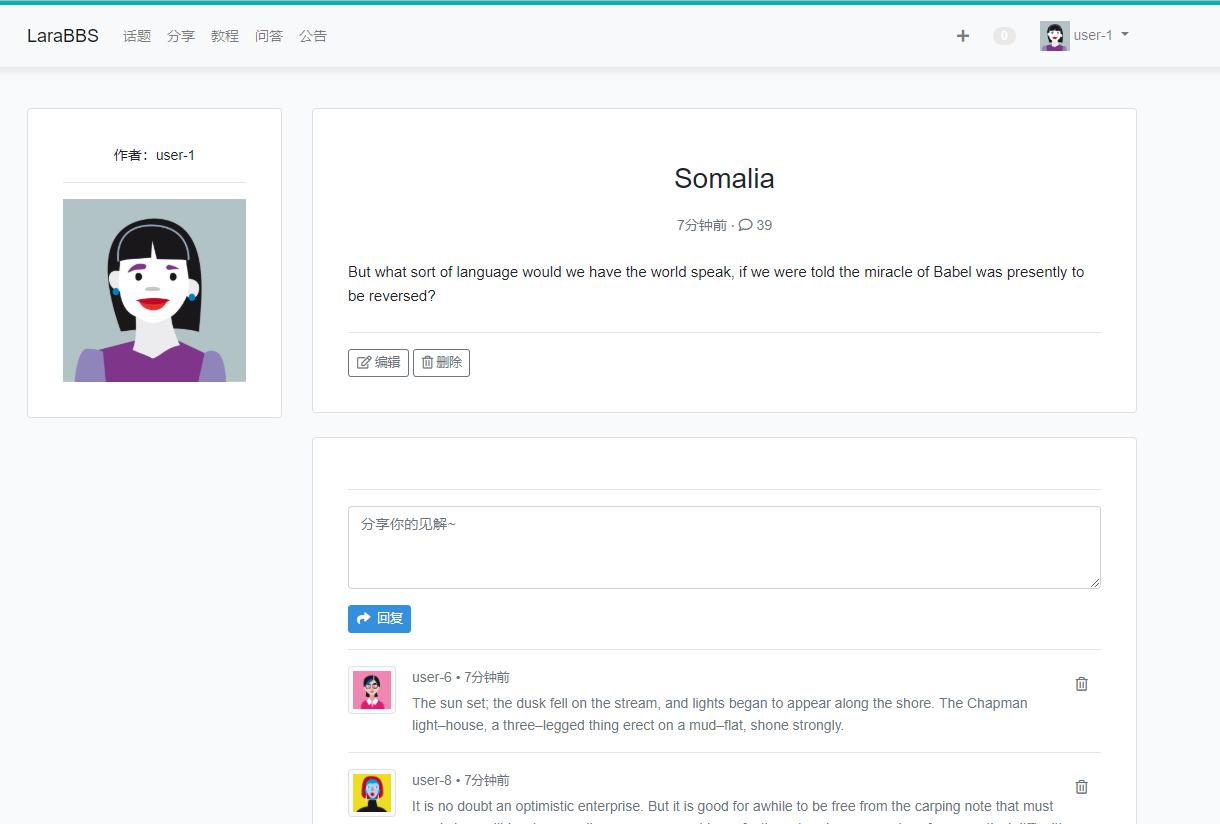 LaraBBS 话题 分享 教程 问答 公告 0 user-1
作者：user-1
Somalia
7分钟前 · 39
But what sort of language would we have the world speak, if we were told the miracle of Babel was presently to
be reversed?
编辑 删除
分享你的见解~
回复
user-6 • 7分钟前
The sun set; the dusk fell on the stream, and lights began to appear along the shore. The Chapman
light–house, a three–legged thing erect on a mud–flat, shone strongly.
user-8 • 7分钟前
It is no doubt an optimistic enterprise. But it is good for awhile to be free from the carping note that must